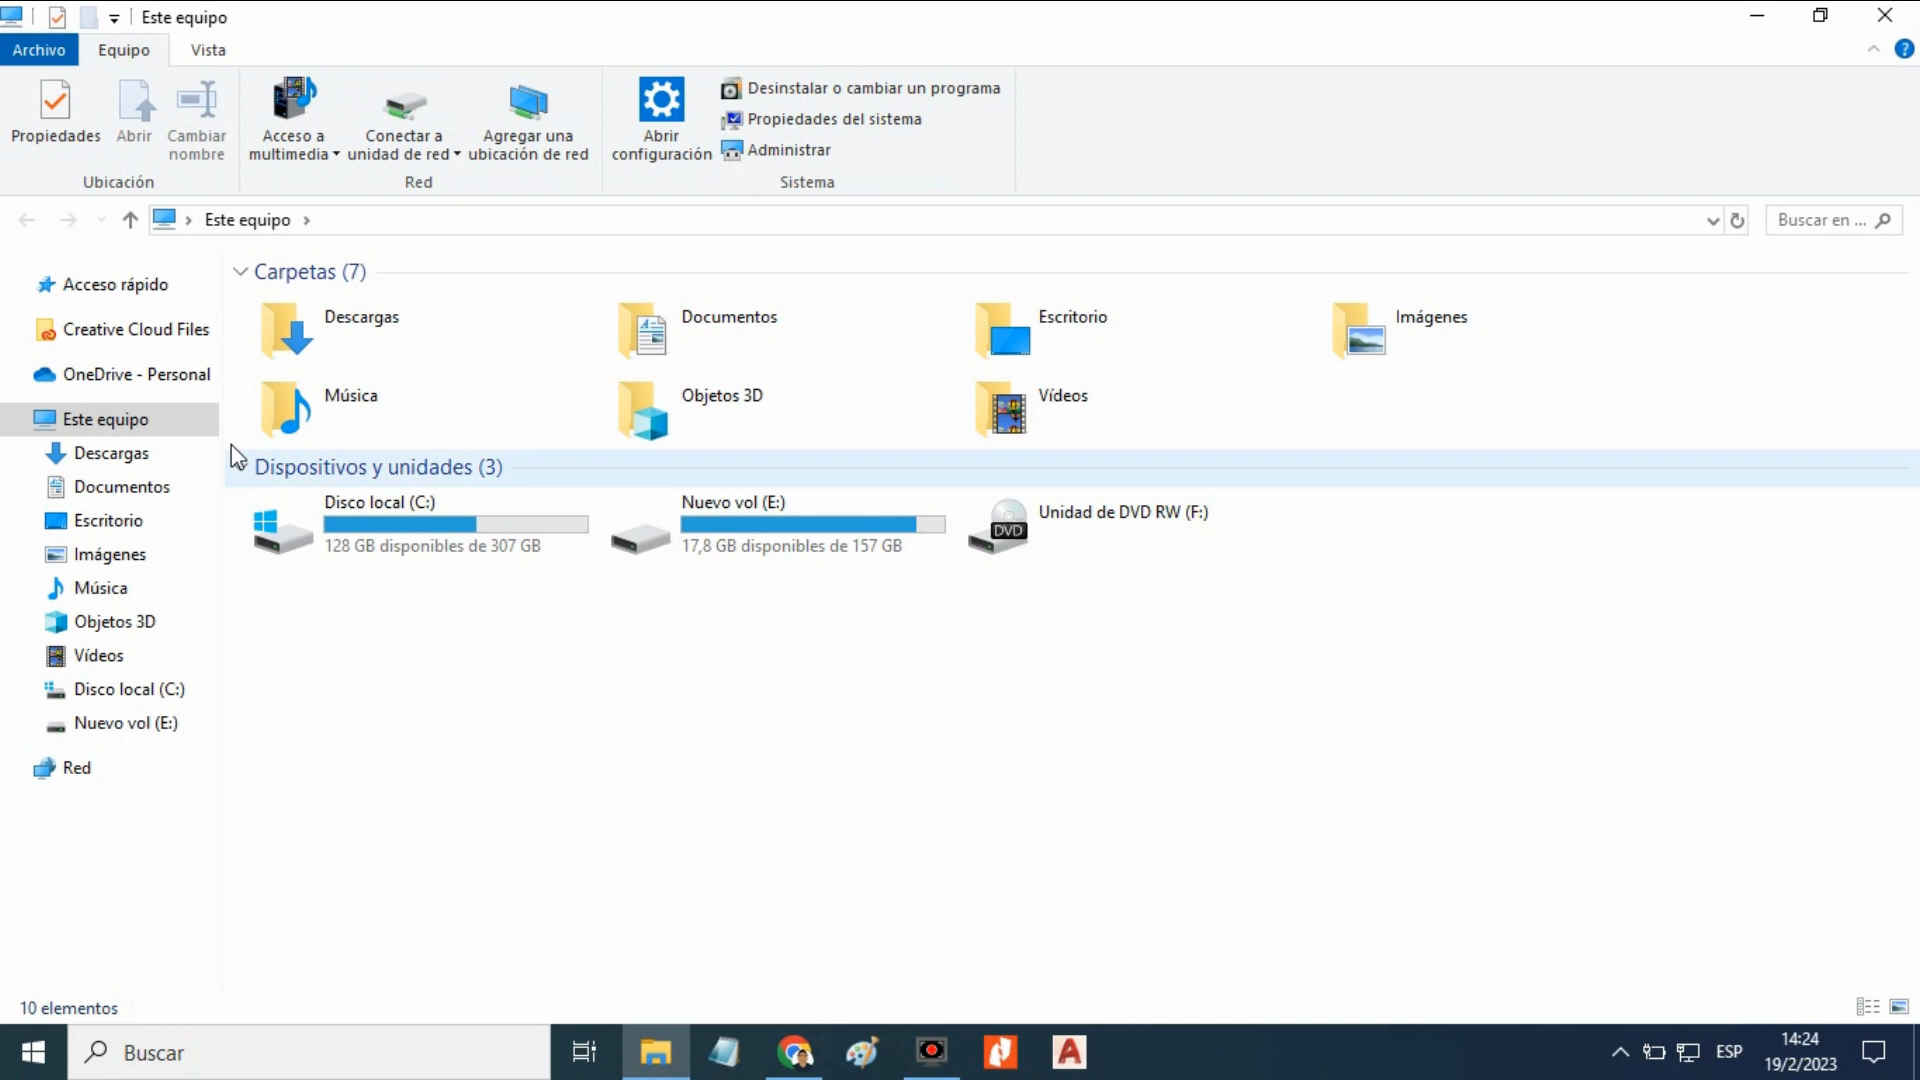 Este equipo
Archivo
Equipo
Vista
Propiedades
Abrir
Cambiar
nombre
Ubicación
Acceso a
multimedia
Conectar a
unidad de red
Agregar una
ubicación de red
Red
Abrir
configuración
Desinstalar o cambiar un programa
Propiedades del sistema
Administrar
Sistema
Este equipo
Buscar en ...
Acceso rápido
Creative Cloud Files
OneDrive - Personal
Este equipo
Descargas
Documentos
Escritorio
Imágenes
Música
Objetos 3D
Vídeos
Disco local (C:)
Nuevo vol (E:)
Red
Carpetas (7)
Descargas
Documentos
Escritorio
Imágenes
Música
Objetos 3D
Vídeos
Dispositivos y unidades (3)
Disco local (C:)
128 GB disponibles de 307 GB
Nuevo vol (E:)
17,8 GB disponibles de 157 GB
DVD
Unidad de DVD RW (F:)
10 elementos
Buscar
ESP
14:24
19/2/2023